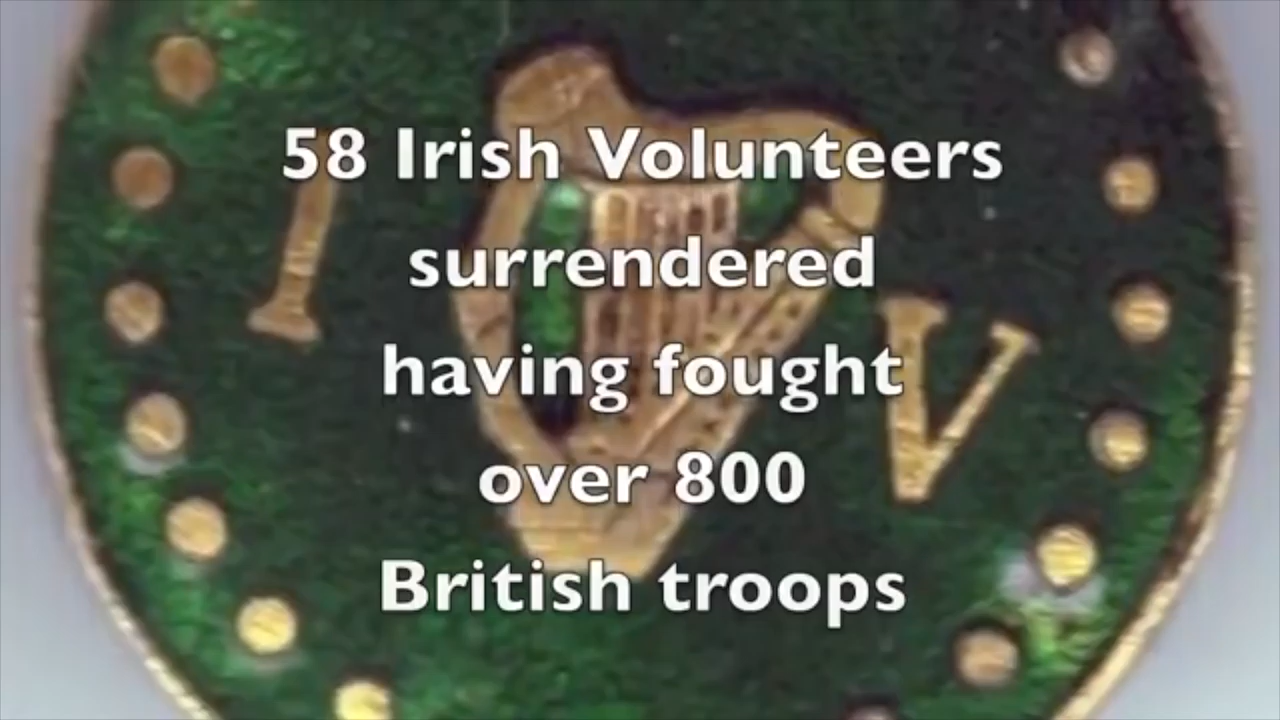 58 Irish Volunteers
surrendered
having fought
over 800
British troops
I V